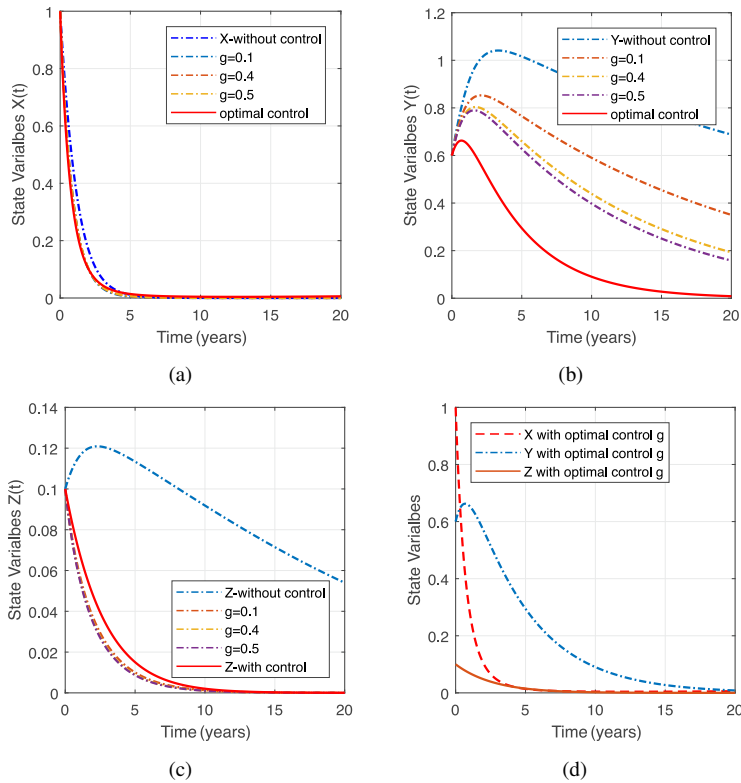 State Varialbes X(t)
1
0.8
0.6
0.4
0.2
0
X-without control
g=0.1
g=0.4
g=0.5
optimal control
0 5 10 15 20
Time (years)
(a)
State Varialbes Y(t)
1.2
1
0.8
0.6
0.4
0.2
0
Y-without control
g=0.1
g=0.4
g=0.5
optimal control
0 5 10 15 20
Time (years)
(b)
State Varialbes Z(t)
0.14
0.12
0.1
0.08
0.06
0.04
0.02
0
Z-without control
g=0.1
g=0.4
g=0.5
Z-with control
0 5 10 15 20
Time (years)
(c)
State Varialbes
1
0.8
0.6
0.4
0.2
0
X with optimal control g
Y with optimal control g
Z with optimal control g
0 5 10 15 20
Time (years)
(d)